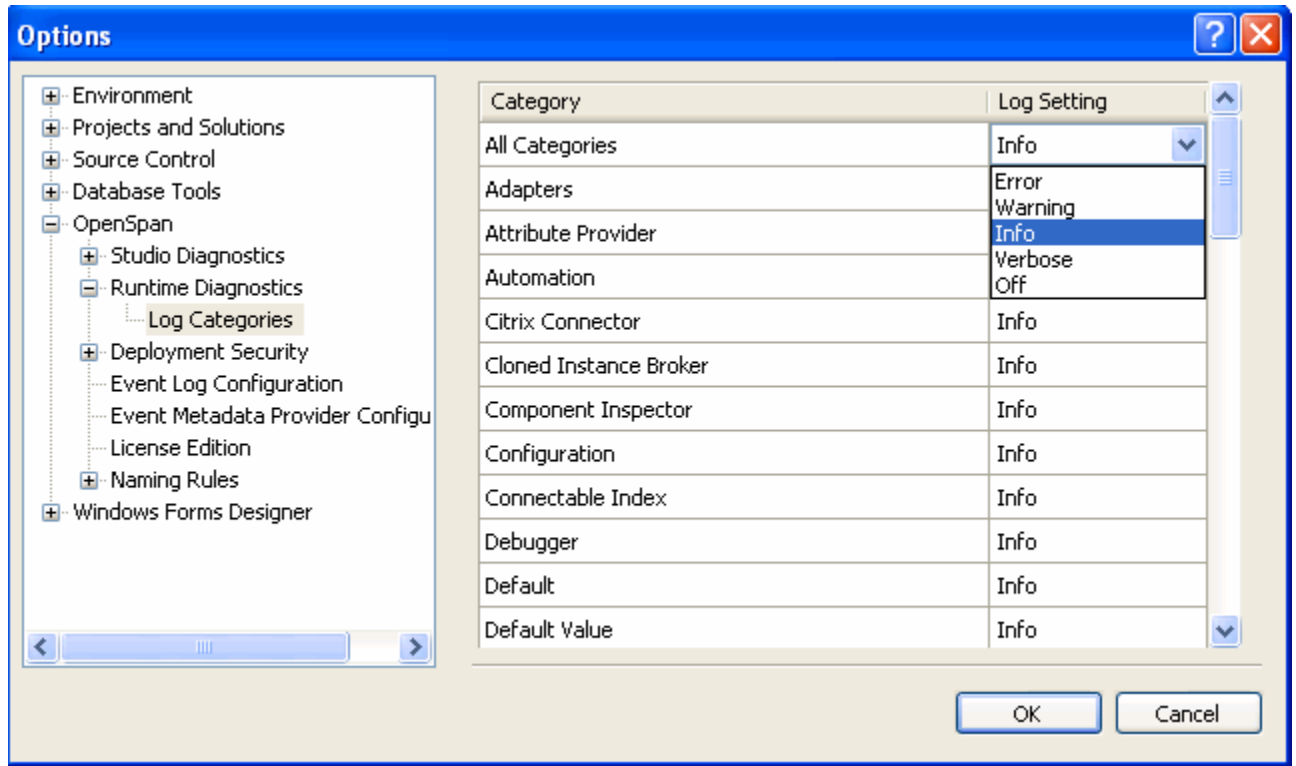 Options
Environment
Projects and Solutions
Source Control
Database Tools
OpenSpan
Studio Diagnostics
Runtime Diagnostics
Log Categories
Deployment Security
Event Log Configuration
Event Metadata Provider Configu
License Edition
Naming Rules
Windows Forms Designer
Category Log Setting
All Categories Info
Adapters
Attribute Provider
Automation
Error
Warning
Info
Verbose
Off
Citrix Connector Info
Cloned Instance Broker Info
Component Inspector Info
Configuration Info
Connectable Index Info
Debugger Info
Default Info
Default Value Info
OK Cancel